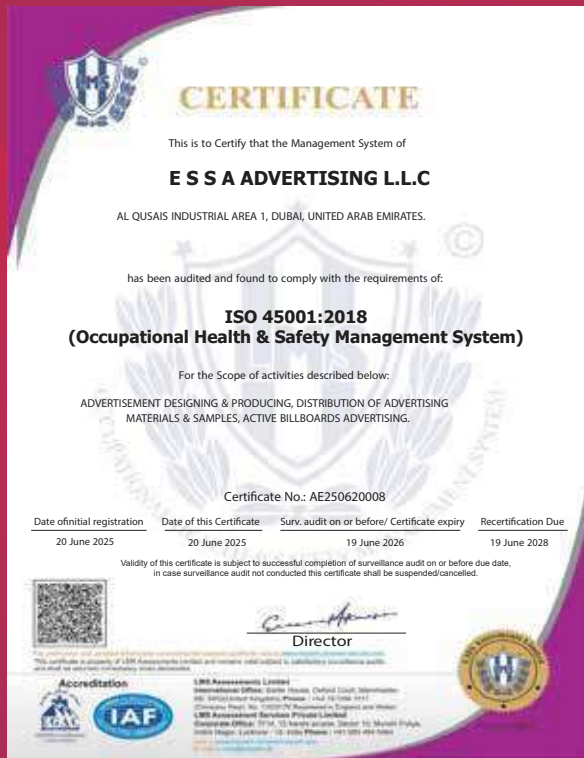 LMS
CERTIFICATE
This is to Certify that the Management System of
E S S A ADVERTISING L.L.C
AL QUSAIS INDUSTRIAL AREA 1, DUBAI, UNITED ARAB EMIRATES.
©
has been audited and found to comply with the requirements of:
ISO 45001:2018
(Occupational Health & Safety Management System)
For the Scope of activities described below:
ADVERTISEMENT DESIGNING & PRODUCING, DISTRIBUTION OF ADVERTISING
MATERIALS & SAMPLES, ACTIVE BILLBOARDS ADVERTISING.
Certificate No.: AE250620008
Date ofinitial registration Date of this Certificate Surv. audit on or before/ Certificate expiry Recertification Due
20 June 2025 20 June 2025 19 June 2026 19 June 2028
Validity of this certificate is subject to successful completion of surveillance audit on or before due date,
in case surveillance audit not conducted this certificate shall be suspended/cancelled.
Director
Accreditation
IAF
LMS Assessments Limited
LMS Assessment Services Private Limited